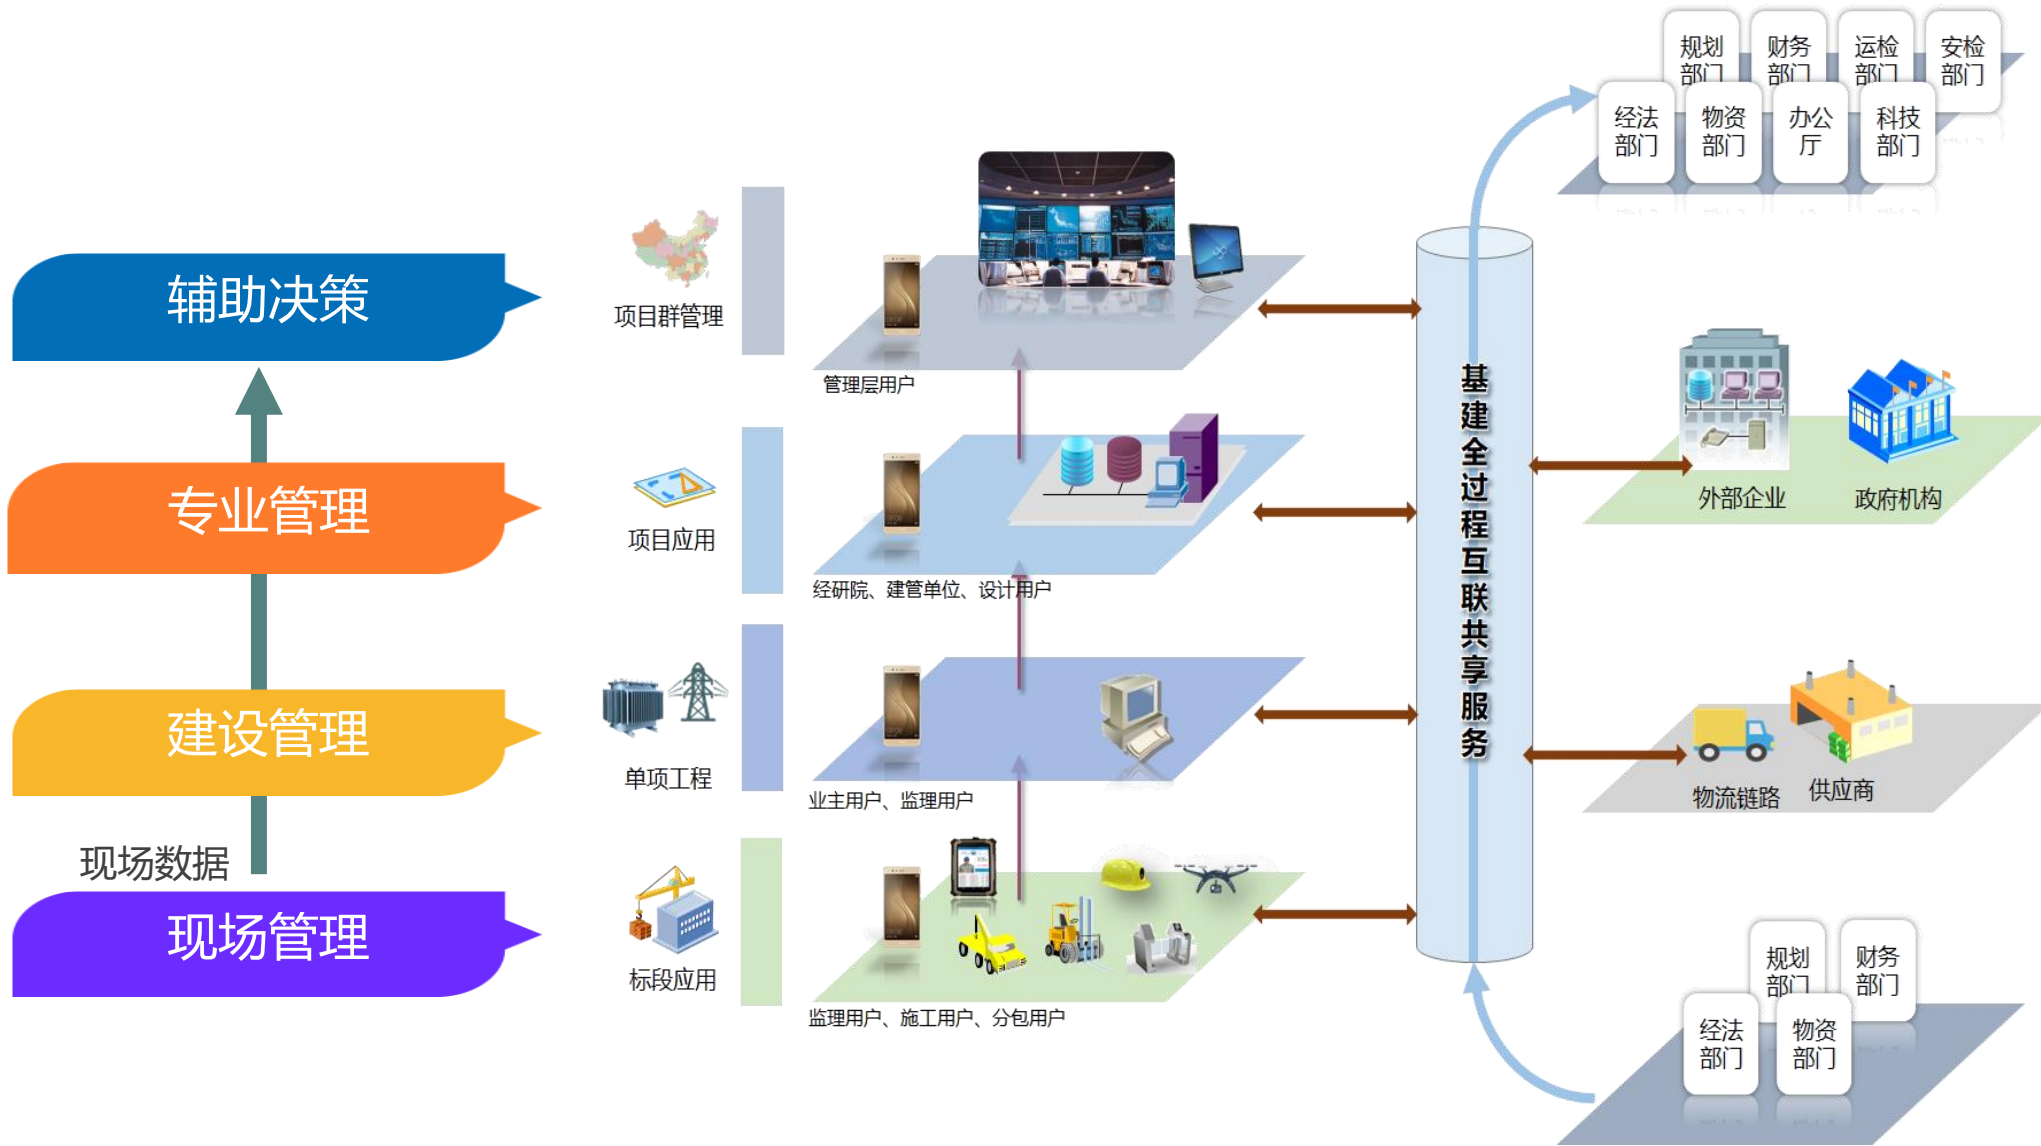 规划
部门
财务
部门
运检
部门
安检
部门
经法
部门
物资
部门
办公
厅
科技
部门
辅助决策
专业管理
建设管理
现场数据
现场管理
项目群管理
管理层用户
项目应用
经研院、建管单位、设计用户
单项工程
业主用户、监理用户
标段应用
监理用户、施工用户、分包用户
基建全过程互联共享服务
外部企业
政府机构
物流链路
供应商
规划
部门
财务
部门
经法
部门
物资
部门